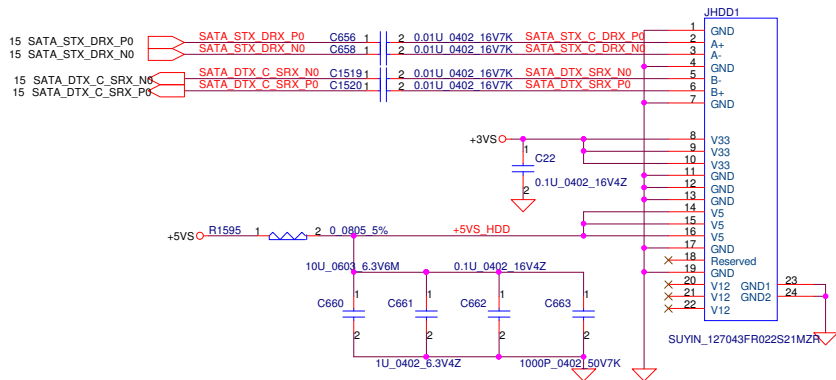 JHDD1
1 GND
15 SATA_STX_DRX_P0 SATA_STX_DRX_P0 C656 1 2 0.01U_0402_16V7K SATA_STX_C_DRX_P0 2 A+
15 SATA_STX_DRX_N0 SATA_STX_DRX_N0 C658 1 2 0.01U_0402_16V7K SATA_STX_C_DRX_N0 3 A-
4 GND
15 SATA_DTX_C_SRX_N0 SATA_DTX_C_SRX_N0 C1519 1 2 0.01U_0402_16V7K SATA_DTX_SRX_N0 5 B-
15 SATA_DTX_C_SRX_P0 SATA_DTX_C_SRX_P0 C1520 1 2 0.01U_0402_16V7K SATA_DTX_SRX_P0 6 B+
7 GND
+3VS 8 V33
1 9 V33
C22 10 V33
11 GND
2 0.1U_0402_16V4Z 12 GND
13 GND
14 V5
15 V5
+5VS R1595 1 2 0_0805_5% +5VS_HDD 16 V5
17 GND
18 Reserved
10U_0603_6.3V6M 0.1U_0402_16V4Z 19 GND
20 V12 GND1 23
1 1 1 1 21 V12 GND2 24
C660 C661 C662 C663 22 V12
2 2 2 2
SUYIN_127043FR022S21MZR
1U_0402_6.3V4Z 1000P_0402_50V7K